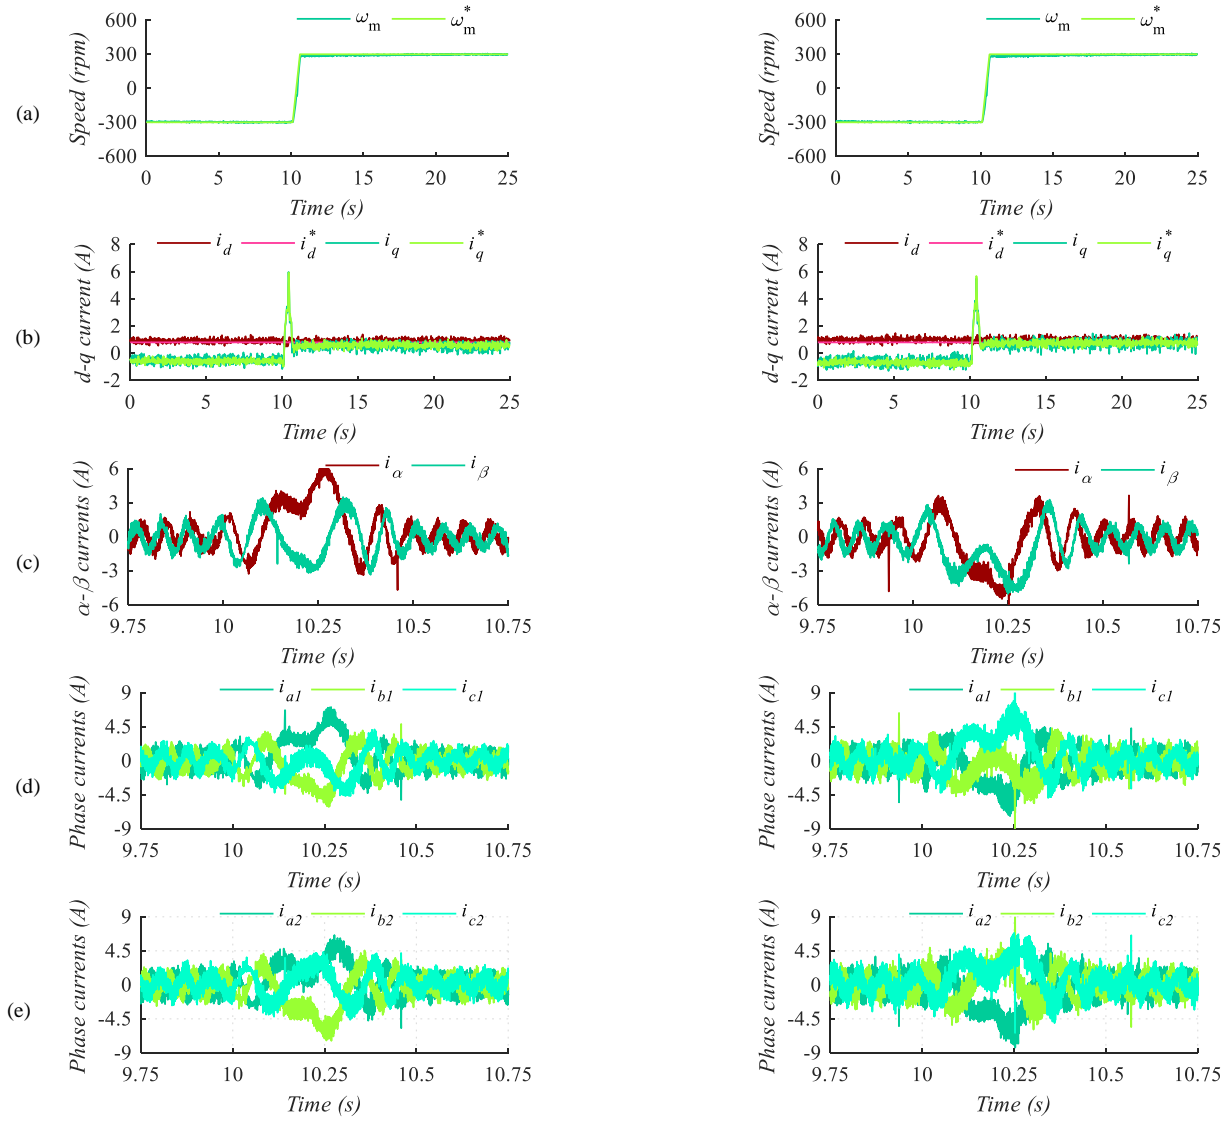 ωm ωm* ωm ωm*
600 600
300 300
0 0
-300 -300
-600 -600
Speed (rpm) Speed (rpm)
(a)
0 5 10 15 20 25 0 5 10 15 20 25
Time (s) Time (s)
id id* iq iq* id id* iq iq*
8 8
6 6
4 4
2 2
0 0
-2 -2
d-q current (A) d-q current (A)
(b)
0 5 10 15 20 25 0 5 10 15 20 25
Time (s) Time (s)
iα iβ iα iβ
6 6
3 3
0 0
-3 -3
-6 -6
α-β currents (A) α-β currents (A)
(c)
9.75 10 10.25 10.5 10.75 9.75 10 10.25 10.5 10.75
Time (s) Time (s)
ia1 ib1 ic1 ia1 ib1 ic1
9 9
4.5 4.5
0 0
-4.5 -4.5
-9 -9
Phase currents (A) Phase currents (A)
(d)
9.75 10 10.25 10.5 10.75 9.75 10 10.25 10.5 10.75
Time (s) Time (s)
ia2 ib2 ic2 ia2 ib2 ic2
9 9
4.5 4.5
0 0
-4.5 -4.5
-9 -9
Phase currents (A) Phase currents (A)
(e)
9.75 10 10.25 10.5 10.75 9.75 10 10.25 10.5 10.75
Time (s) Time (s)